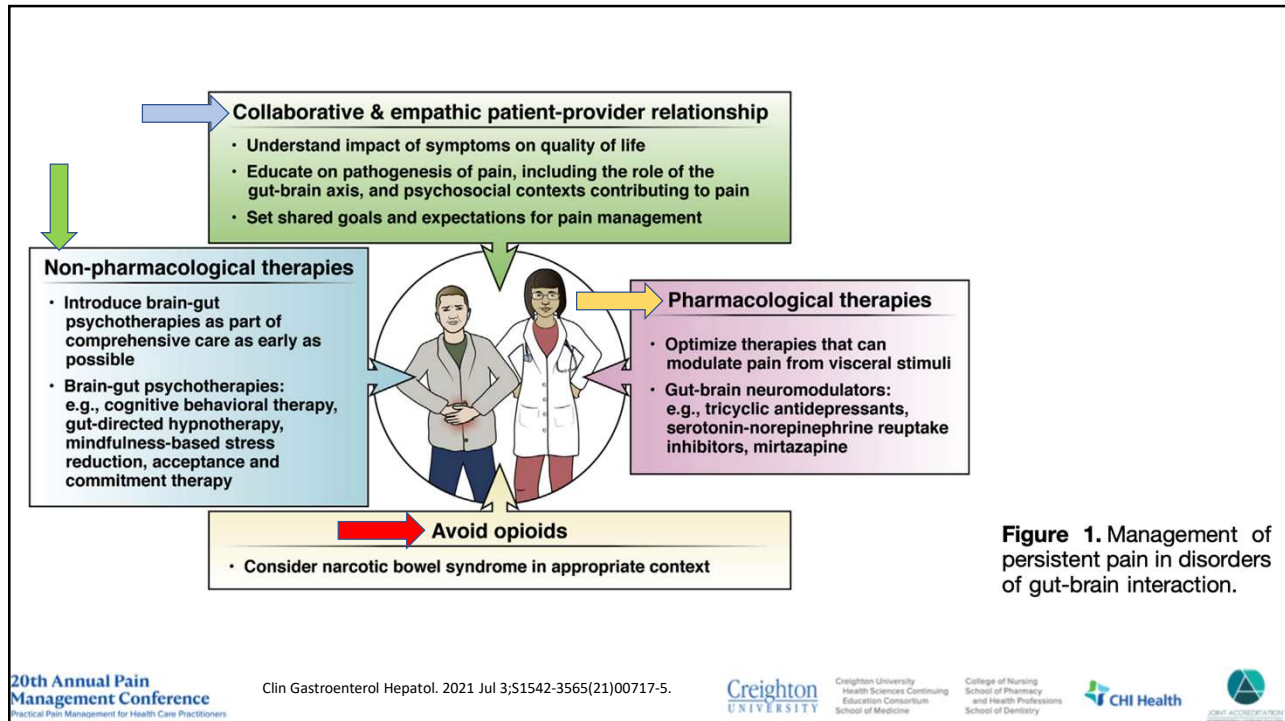 Collaborative & empathic patient-provider relationship
• Understand impact of symptoms on quality of life
• Educate on pathogenesis of pain, including the role of the
gut-brain axis, and psychosocial contexts contributing to pain
• Set shared goals and expectations for pain management
Non-pharmacological therapies
• Introduce brain-gut
psychotherapies as part of
comprehensive care as early as
possible
• Brain-gut psychotherapies:
e.g., cognitive behavioral therapy,
gut-directed hypnotherapy,
mindfulness-based stress
reduction, acceptance and
commitment therapy
Pharmacological therapies
• Optimize therapies that can
modulate pain from visceral stimuli
• Gut-brain neuromodulators:
e.g., tricyclic antidepressants,
serotonin-norepinephrine reuptake
inhibitors, mirtazapine
Avoid opioids
• Consider narcotic bowel syndrome in appropriate context
Figure 1. Management of
persistent pain in disorders
of gut-brain interaction.
20th Annual Pain
Management Conference
Practical Pain Management for Health Care Practitioners
Clin Gastroenterol Hepatol. 2021 Jul 3;S1542-3565(21)00717-5.
Creighton
UNIVERSITY
Creighton University
Health Sciences Continuing
Education Consortium
School of Medicine
College of Nursing
School of Pharmacy
and Health Professions
School of Dentistry
CHI Health
JOINT ACCREDITATION